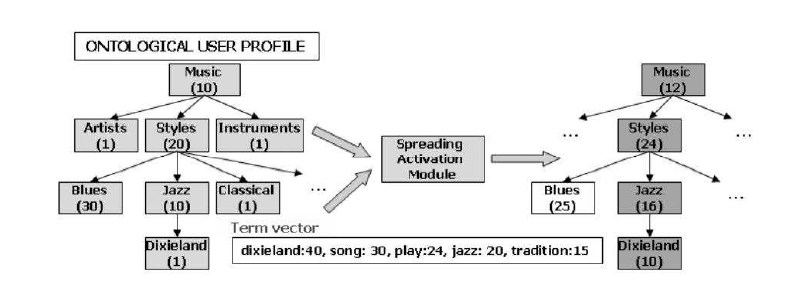 ONTOLOGICAL USER PROFILE
Music
(10)
Artists
(1)
Styles
(20)
Instruments
(1)
Blues
(30)
Jazz
(10)
Classical
(1)
...
Dixieland
(1)
Spreading
Activation
Module
Term vector
dixieland:40, song: 30, play:24, jazz: 20, tradition:15
Music
(12)
...
Styles
(24)
...
Blues
(25)
Jazz
(16)
...
Dixieland
(10)